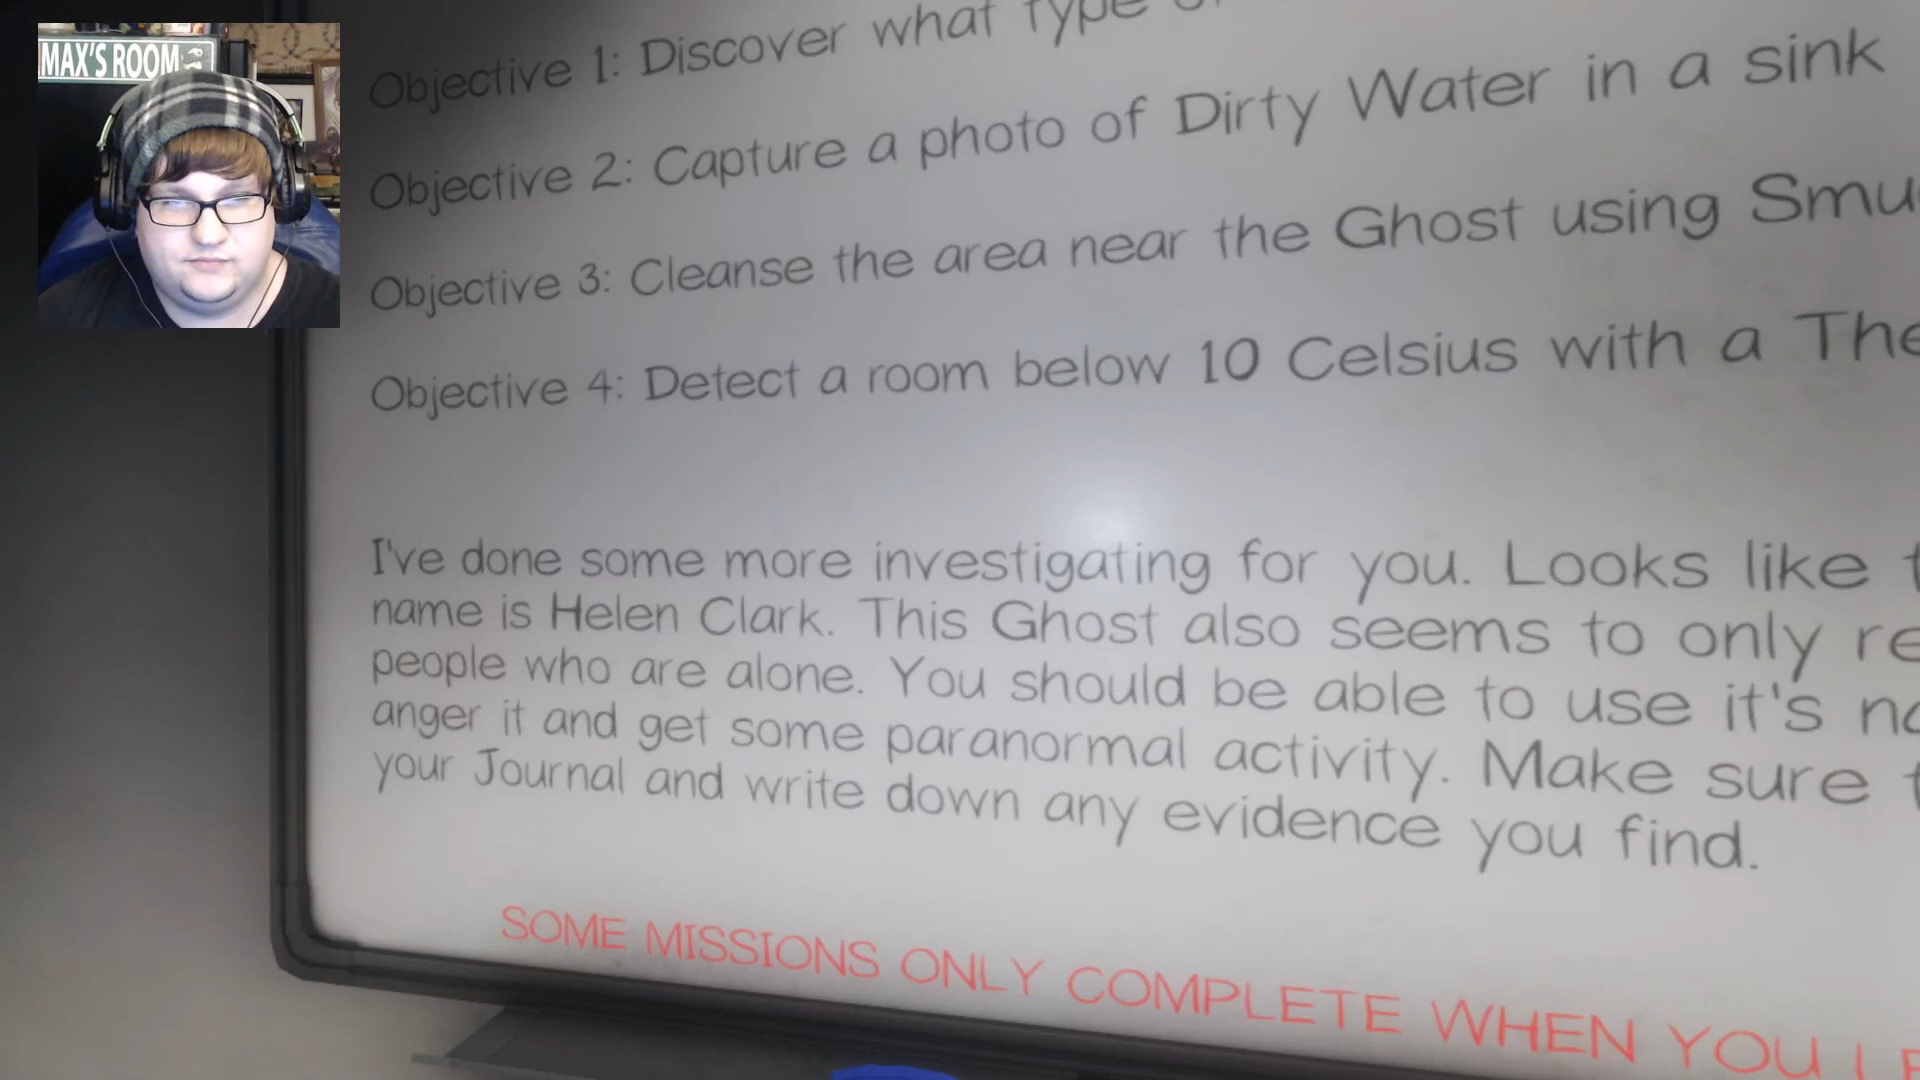 MAX'S ROOM
Objective 1: Discover what type
Objective 2: Capture a photo of Dirty Water in a sink
Objective 3: Cleanse the area near the Ghost using
Objective 4: Detect a room below 10 Celsius with a
I've done some more investigating for you. Looks like
name is Helen Clark. This Ghost also seems to only
people who are alone. You should be able to use it's
anger it and get some paranormal activity. Make sure
your Journal and write down any evidence you find.
SOME MISSIONS ONLY COMPLETE WHEN YOU